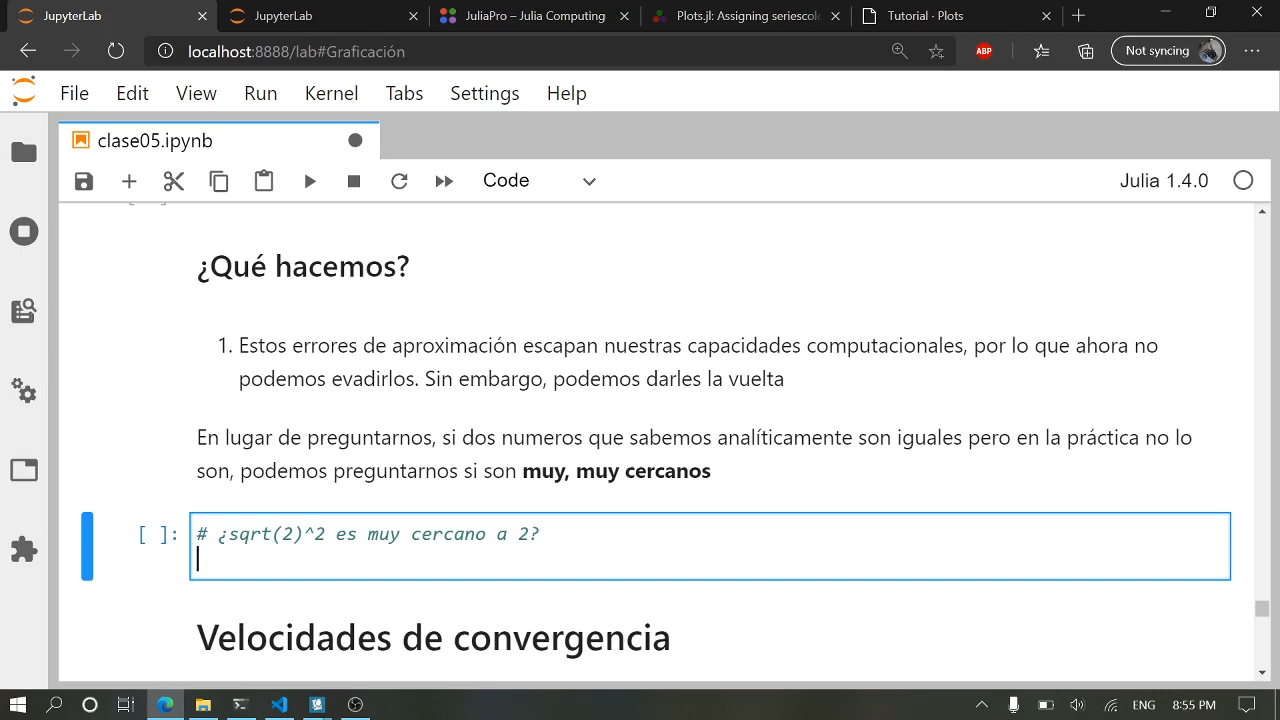 JupyterLab
JupyterLab
JuliaPro – Julia Computing
Plots.jl: Assigning seriescolo
Tutorial · Plots
localhost:8888/lab#Graficación
ABP
Not syncing
File Edit View Run Kernel Tabs Settings Help
clase05.ipynb
Code
Julia 1.4.0
¿Qué hacemos?
1. Estos errores de aproximación escapan nuestras capacidades computacionales, por lo que ahora no
podemos evadirlos. Sin embargo, podemos darles la vuelta
En lugar de preguntarnos, si dos numeros que sabemos analíticamente son iguales pero en la práctica no lo
son, podemos preguntarnos si son muy, muy cercanos
[ ]: # ¿sqrt(2)^2 es muy cercano a 2?
Velocidades de convergencia
ENG 8:55 PM